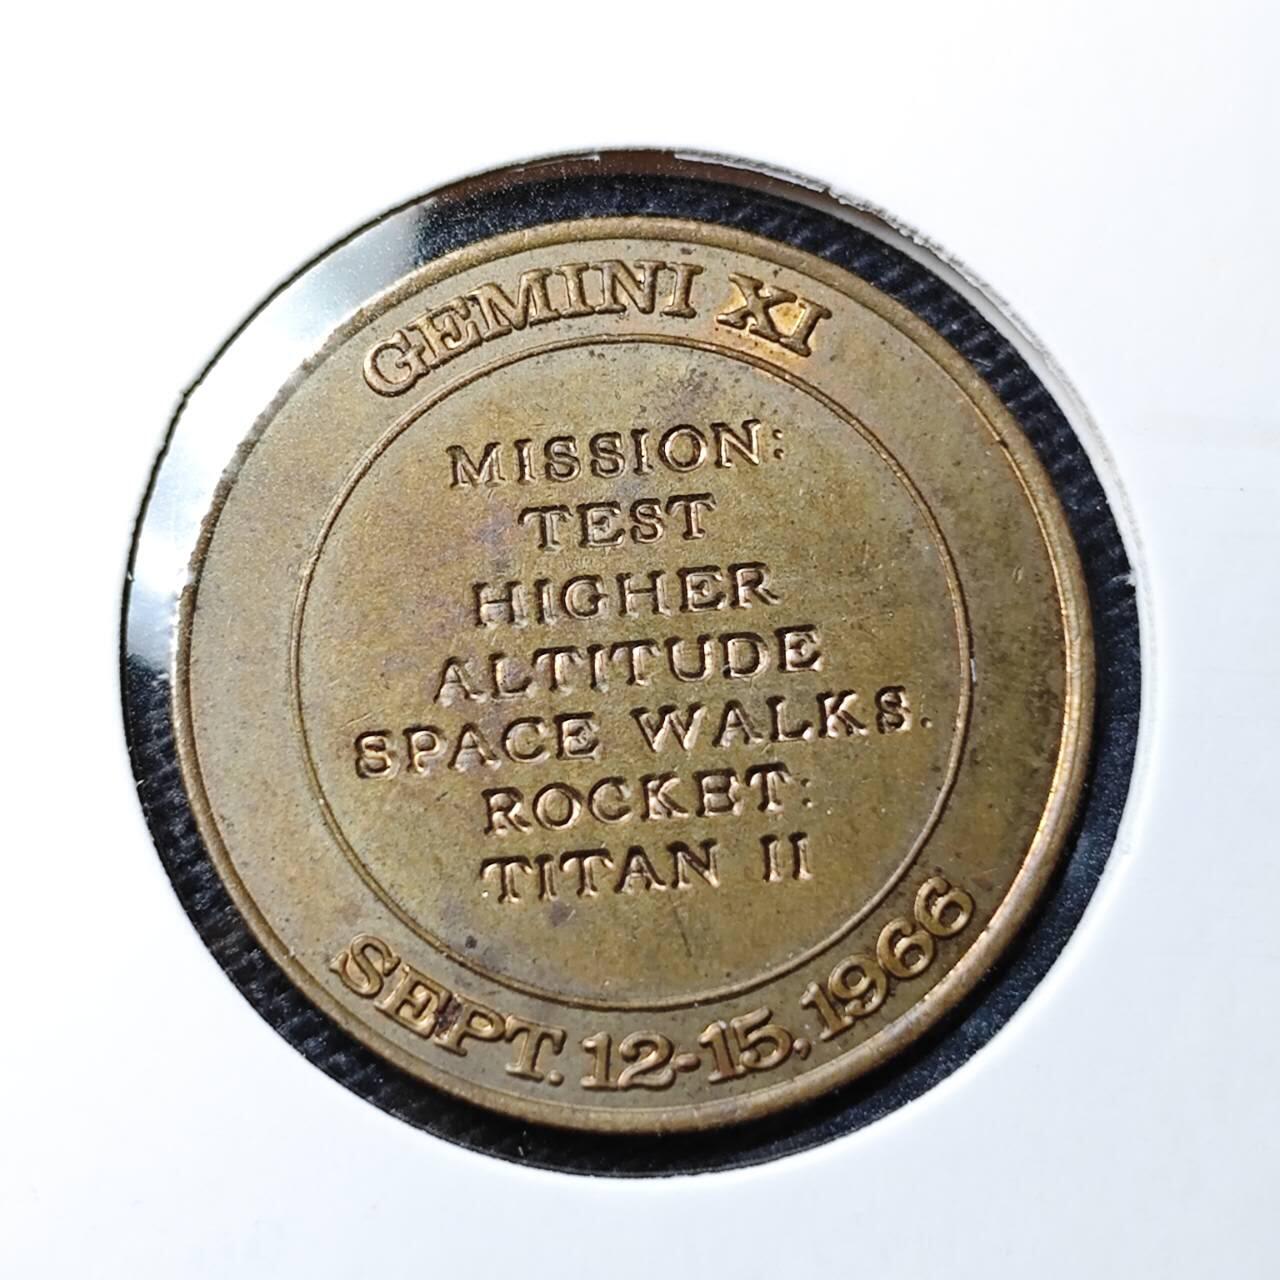 GEMINI XI
MISSION:
TEST
HIGHER
ALTITUDE
SPACE WALKS.
ROCKET:
TITAN II
SEPT. 12-15, 1966